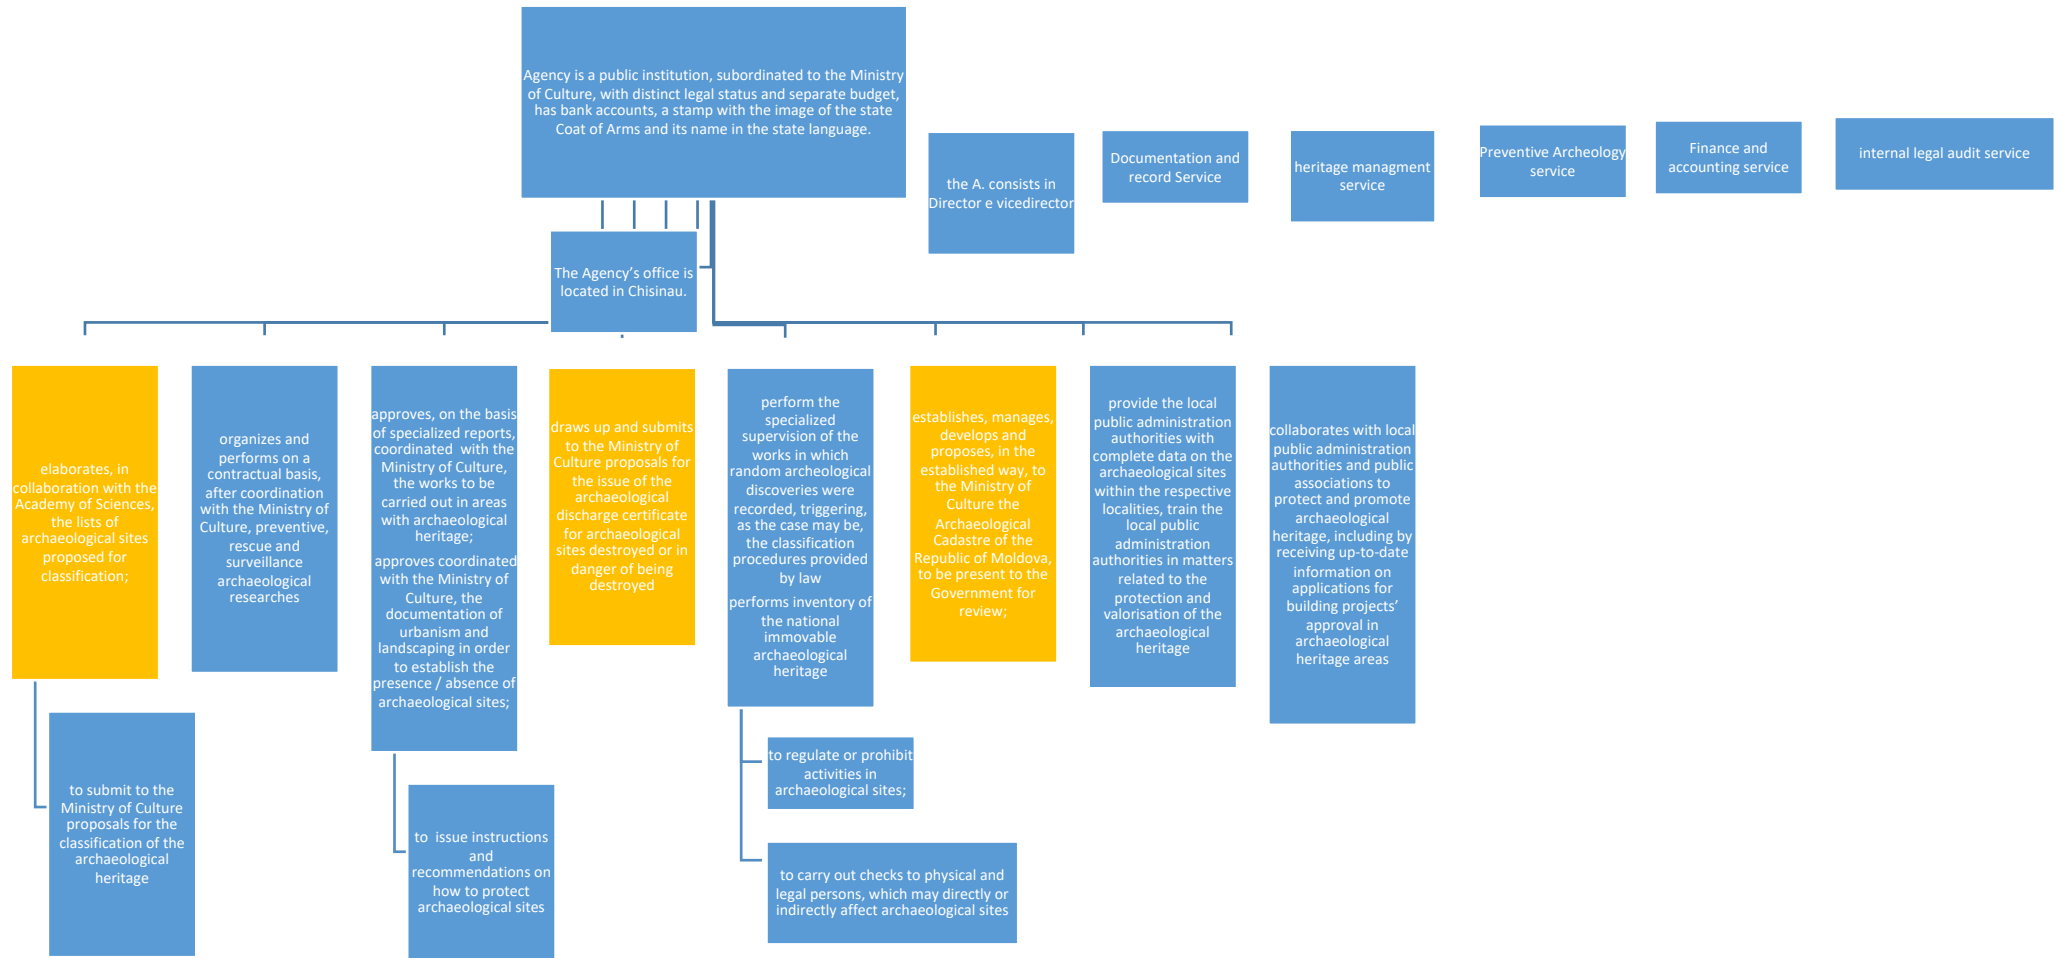 Agency is a public institution, subordinated to the Ministry
of Culture, with distinct legal status and separate budget,
has bank accounts, a stamp with the image of the state
Coat of Arms and its name in the state language.
the A. consists in
Director e vicedirector
Documentation and
record Service
heritage managment
service
Preventive Archeology
service
Finance and
accounting service
internal legal audit service
The Agency’s office is
located in Chisinau.
elaborates, in
collaboration with the
Academy of Sciences,
the lists of
archaeological sites
proposed for
classification;
organizes and
performs on a
contractual basis,
after coordination
with the Ministry of
Culture, preventive,
rescue and
surveillance
archaeological
researches
approves, on the basis
of specialized reports,
coordinated  with the
Ministry of Culture,
the works to be
carried out in areas
with archaeological
heritage;
approves coordinated
with the Ministry of
Culture, the
documentation of
urbanism and
landscaping in order
to establish the
presence / absence of
archaeological sites;
draws up and submits
to the Ministry of
Culture proposals for
the issue of the
archaeological
discharge certificate
for archaeological
sites destroyed or in
danger of being
destroyed
perform the
specialized
supervision of the
works in which
random archeological
discoveries were
recorded, triggering,
as the case may be,
the classification
procedures provided
by law
performs inventory of
the national
immovable
archaeological
heritage
establishes, manages,
develops and
proposes, in the
established way, to
the Ministry of
Culture the
Archaeological
Cadastre of the
Republic of Moldova,
to be present to the
Government for
review;
provide the local
public administration
authorities with
complete data on the
archaeological sites
within the respective
localities, train the
local public
administration
authorities in matters
related to the
protection and
valorisation of the
archaeological
heritage
collaborates with local
public administration
authorities and public
associations to
protect and promote
archaeological
heritage, including by
receiving up-to-date
information on
applications for
building projects’
approval in
archaeological
heritage areas
to submit to the
Ministry of Culture
proposals for the
classification of the
archaeological
heritage
to  issue instructions
and
recommendations on
how to protect
archaeological sites
to regulate or prohibit
activities in
archaeological sites;
to carry out checks to physical and
legal persons, which may directly or
indirectly affect archaeological sites